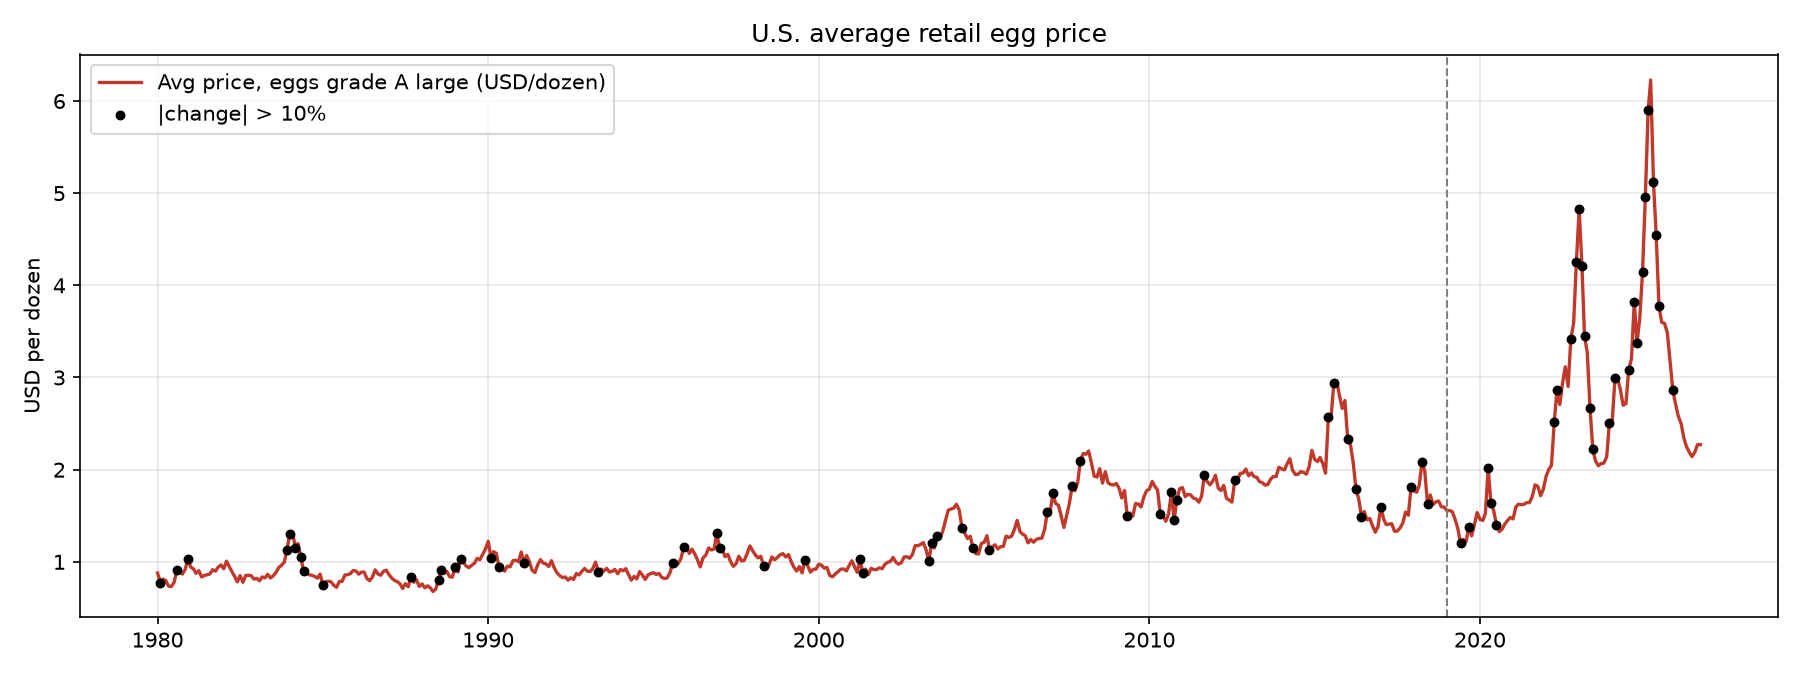 U.S. average retail egg price
Avg price, eggs grade A large (USD/dozen)
|change| > 10%
USD per dozen
6
5
4
3
2
1
1980
1990
2000
2010
2020